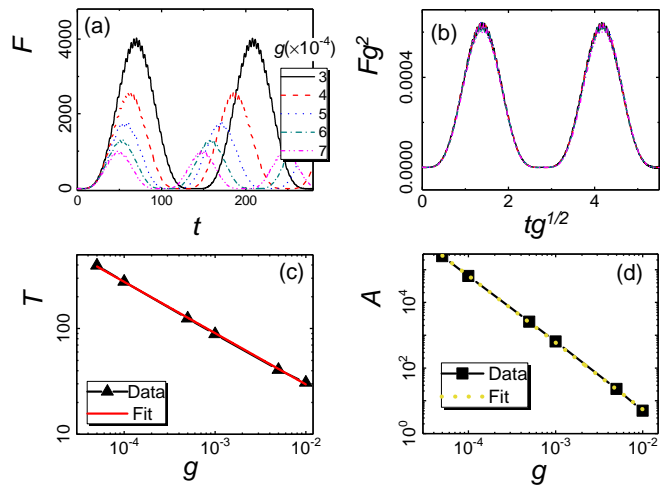 (a)
F
4000
2000
0
0
100
200
t
g(×10⁻⁴)
3
4
5
6
7
(b)
Fg²
0.0004
0.0000
0
2
4
tg^{1/2}
(c)
T
100
10
10⁻⁴
10⁻³
10⁻²
g
Data
Fit
(d)
A
10⁴
10²
10⁰
10⁻⁴
10⁻³
10⁻²
g
Data
Fit